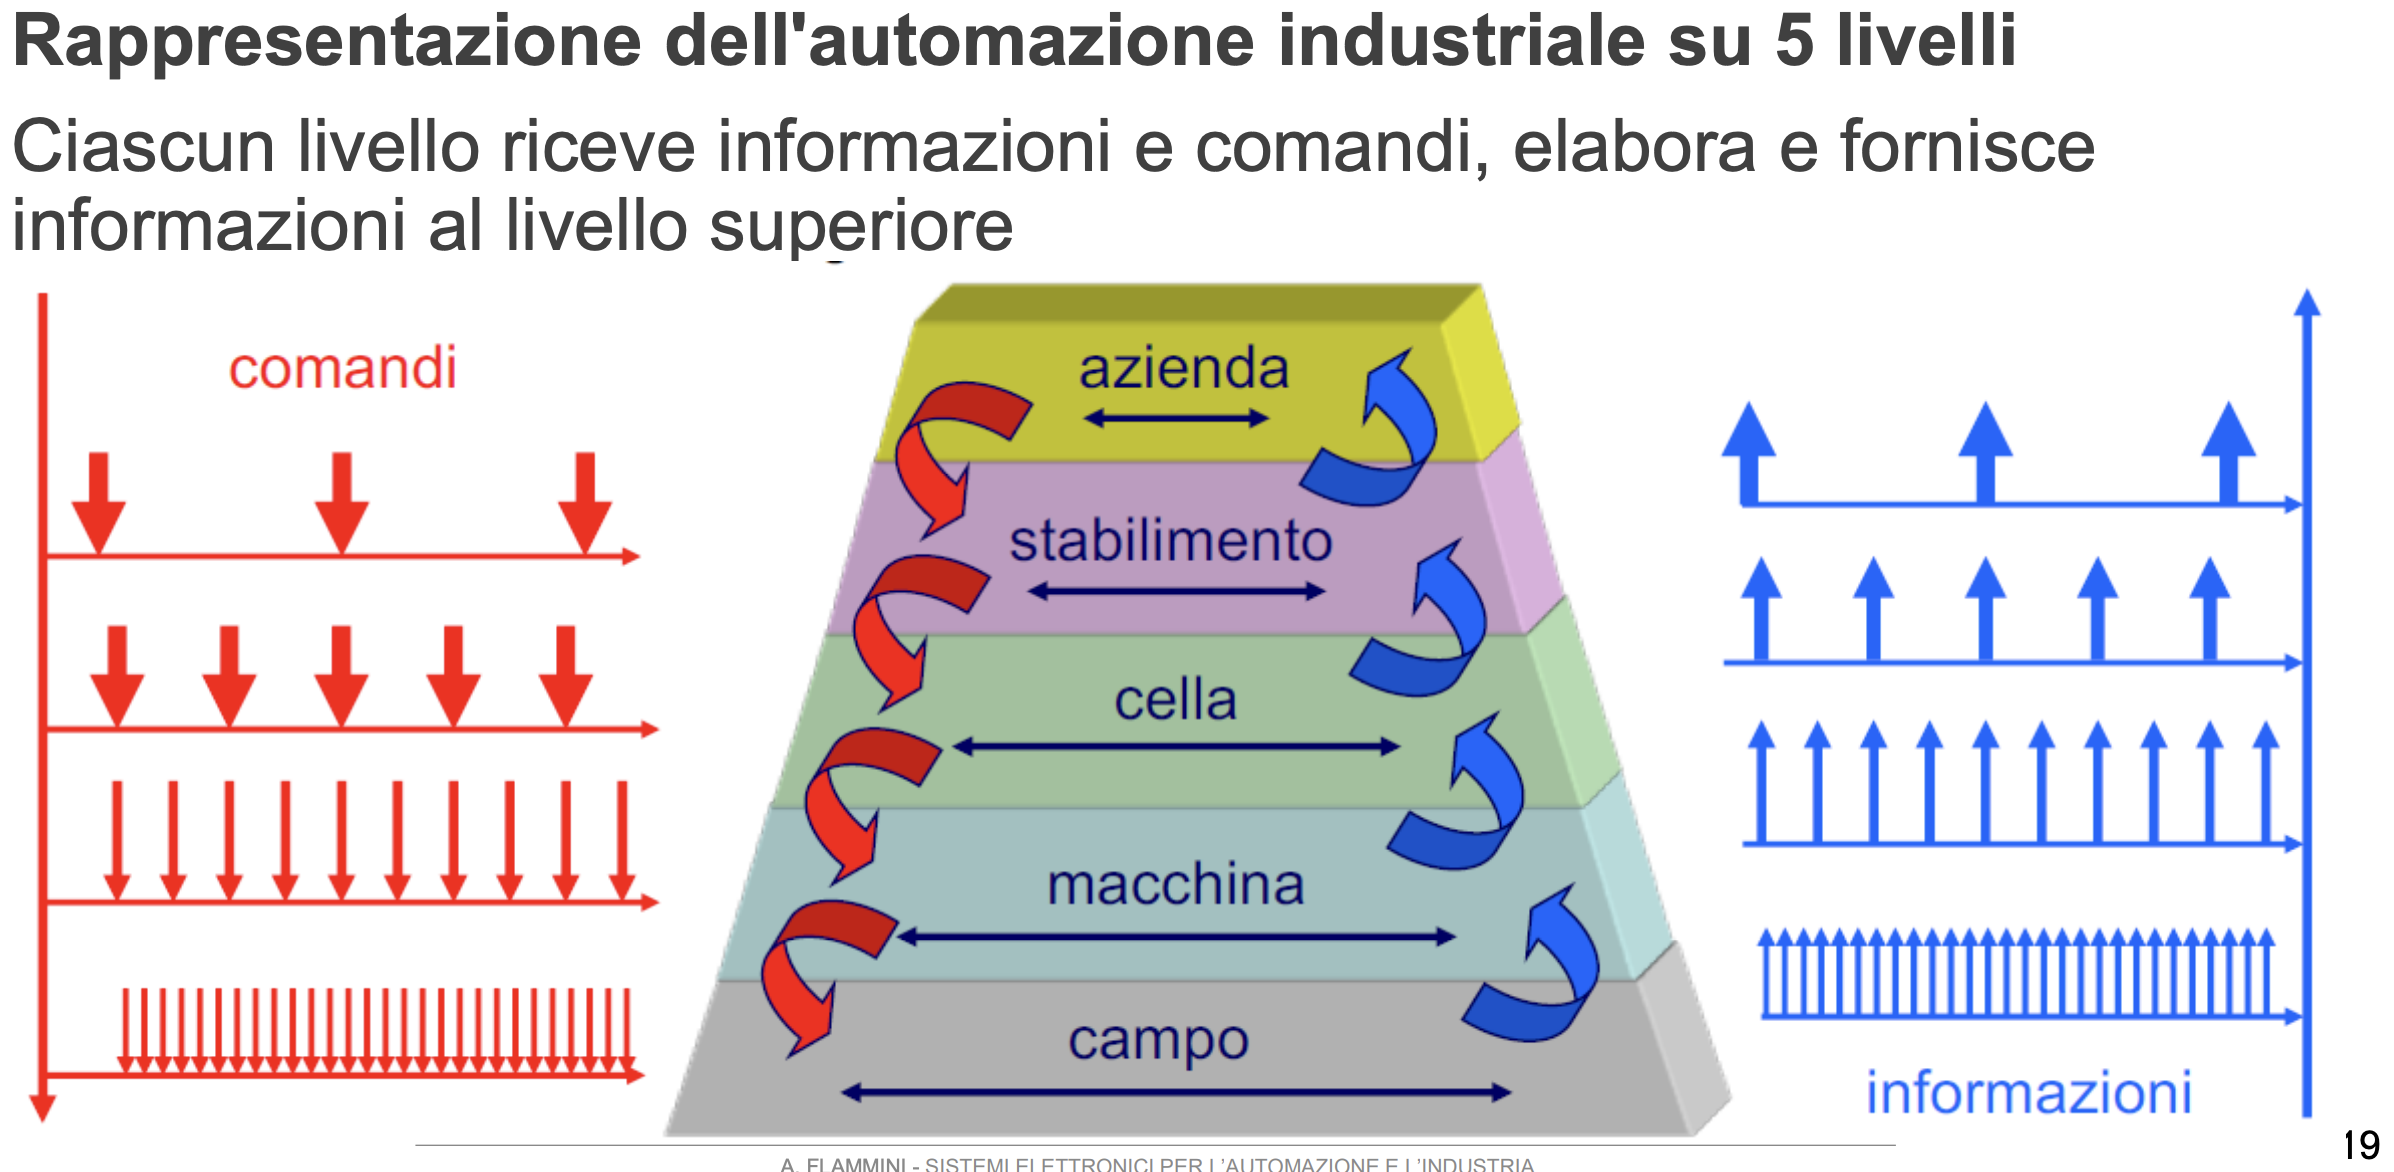 Rappresentazione dell'automazione industriale su 5 livelli
Ciascun livello riceve informazioni e comandi, elabora e fornisce
informazioni al livello superiore
comandi
azienda
stabilimento
cella
macchina
campo
informazioni
A. FLAMMINI - SISTEMI ELETTRONICI PER L'AUTOMAZIONE E L'INDUSTRIA
19